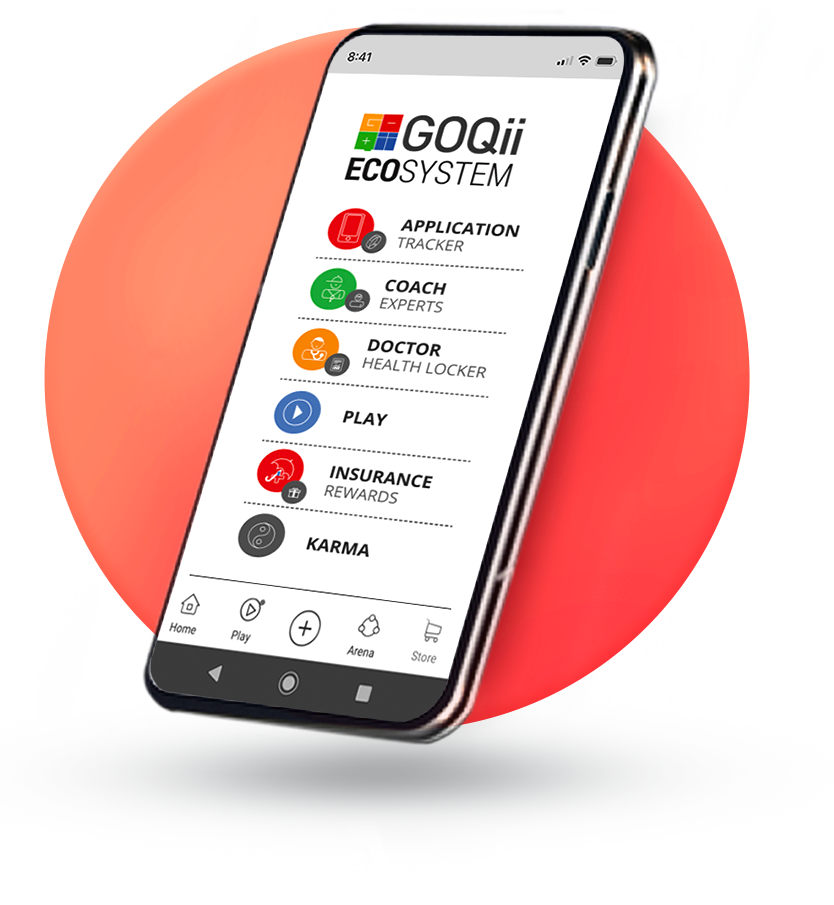 8:41
GOQii
ECOSYSTEM
APPLICATION
TRACKER
COACH
EXPERTS
DOCTOR
HEALTH LOCKER
PLAY
INSURANCE
REWARDS
KARMA
Home
Play
Arena
Store